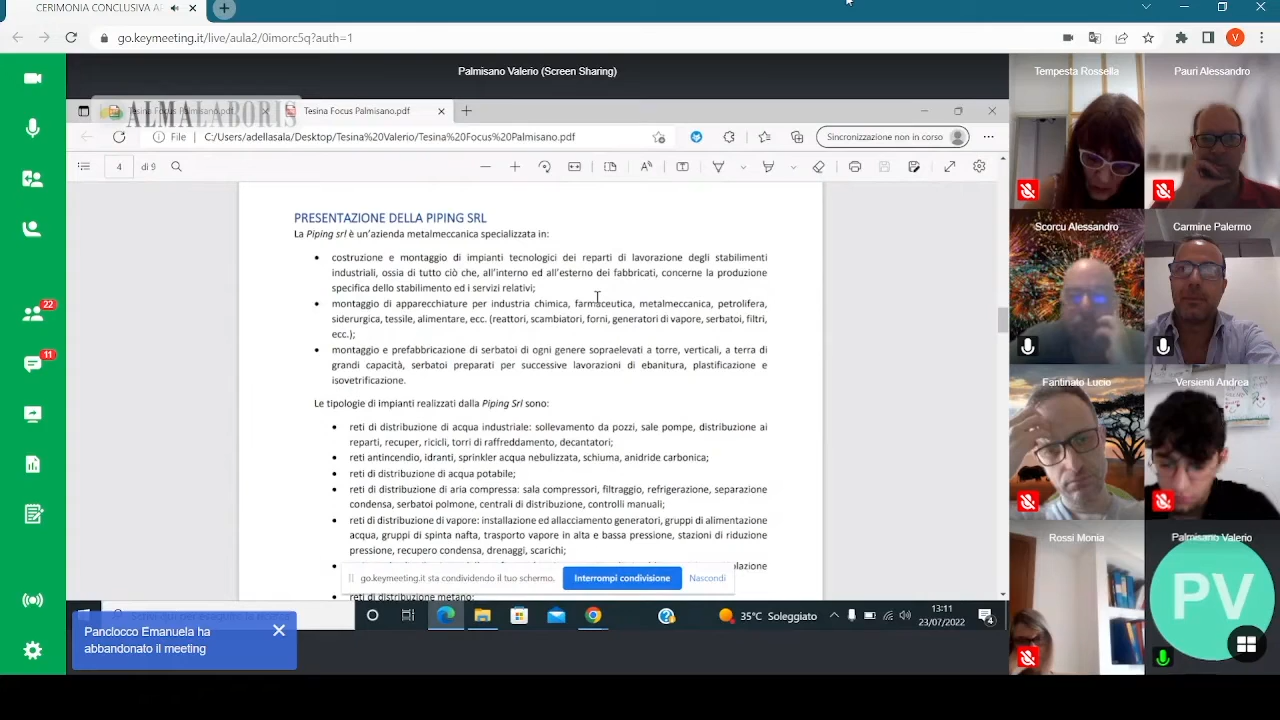 CERIMONIA CONCLUSIVA AF
go.keymeeting.it/live/aula2/0imorc5q?auth=1
V
Palmisano Valerio (Screen Sharing)
ALMALABORIS
Tesina Focus Palmisano.pdf
Tesina Focus Palmisano.pdf
File
C:/Users/adellasala/Desktop/Tesina%20Valerio/Tesina%20Focus%20Palmisano.pdf
Sincronizzazione non in corso
4 di 9
PRESENTAZIONE DELLA PIPING SRL
La Piping srl è un'azienda metalmeccanica specializzata in:
• costruzione e montaggio di impianti tecnologici dei reparti di lavorazione degli stabilimenti
industriali, ossia di tutto ciò che, all'interno ed all'esterno dei fabbricati, concerne la produzione
specifica dello stabilimento ed i servizi relativi;
• montaggio di apparecchiature per industria chimica, farmaceutica, metalmeccanica, petrolifera,
siderurgica, tessile, alimentare, ecc. (reattori, scambiatori, forni, generatori di vapore, serbatoi, filtri,
ecc.);
• montaggio e prefabbricazione di serbatoi di ogni genere sopraelevati a torre, verticali, a terra di
grandi capacità, serbatoi preparati per successive lavorazioni di ebanitura, plastificazione e
isovetrificazione.
Le tipologie di impianti realizzati dalla Piping Srl sono:
• reti di distribuzione di acqua industriale: sollevamento da pozzi, sale pompe, distribuzione ai
reparti, recuper, ricicli, torri di raffreddamento, decantatori;
• reti antincendio, idranti, sprinkler acqua nebulizzata, schiuma, anidride carbonica;
• reti di distribuzione di acqua potabile;
• reti di distribuzione di aria compressa: sala compressori, filtraggio, refrigerazione, separazione
condensa, serbatoi polmone, centrali di distribuzione, controlli manuali;
• reti di distribuzione di vapore: installazione ed allacciamento generatori, gruppi di alimentazione
acqua, gruppi di spinta nafta, trasporto vapore in alta e bassa pressione, stazioni di riduzione
pressione, recupero condensa, drenaggi, scarichi;
• reti di distribuzione metano;
go.keymeeting.it sta condividendo il tuo schermo.
Interrompi condivisione
Nascondi
35°C Soleggiato
13:11
23/07/2022
4
22
11
Panciocco Emanuela ha
abbandonato il meeting
Tempesta Rossella
Pauri Alessandro
Scorcu Alessandro
Carmine Palermo
Fantinato Lucio
Versienti Andrea
Rossi Monia
Palmisano Valerio
PV